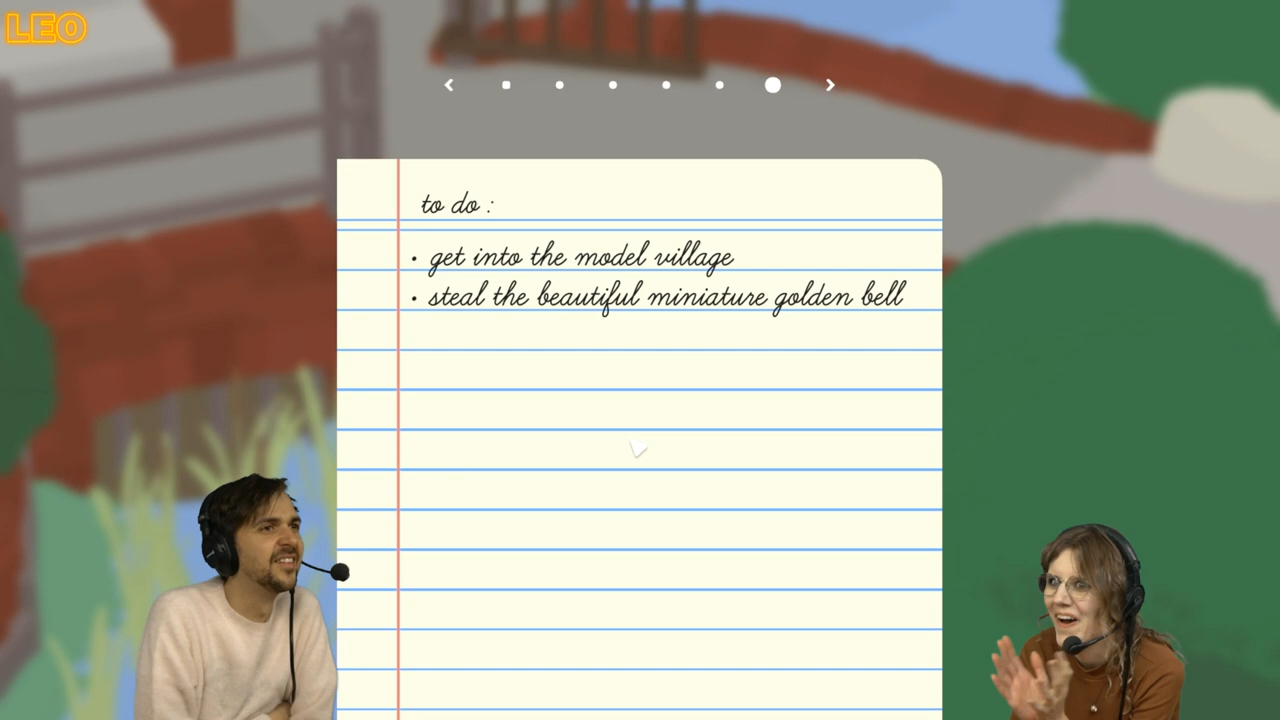 LEO
to do :
• get into the model village
• steal the beautiful miniature golden bell